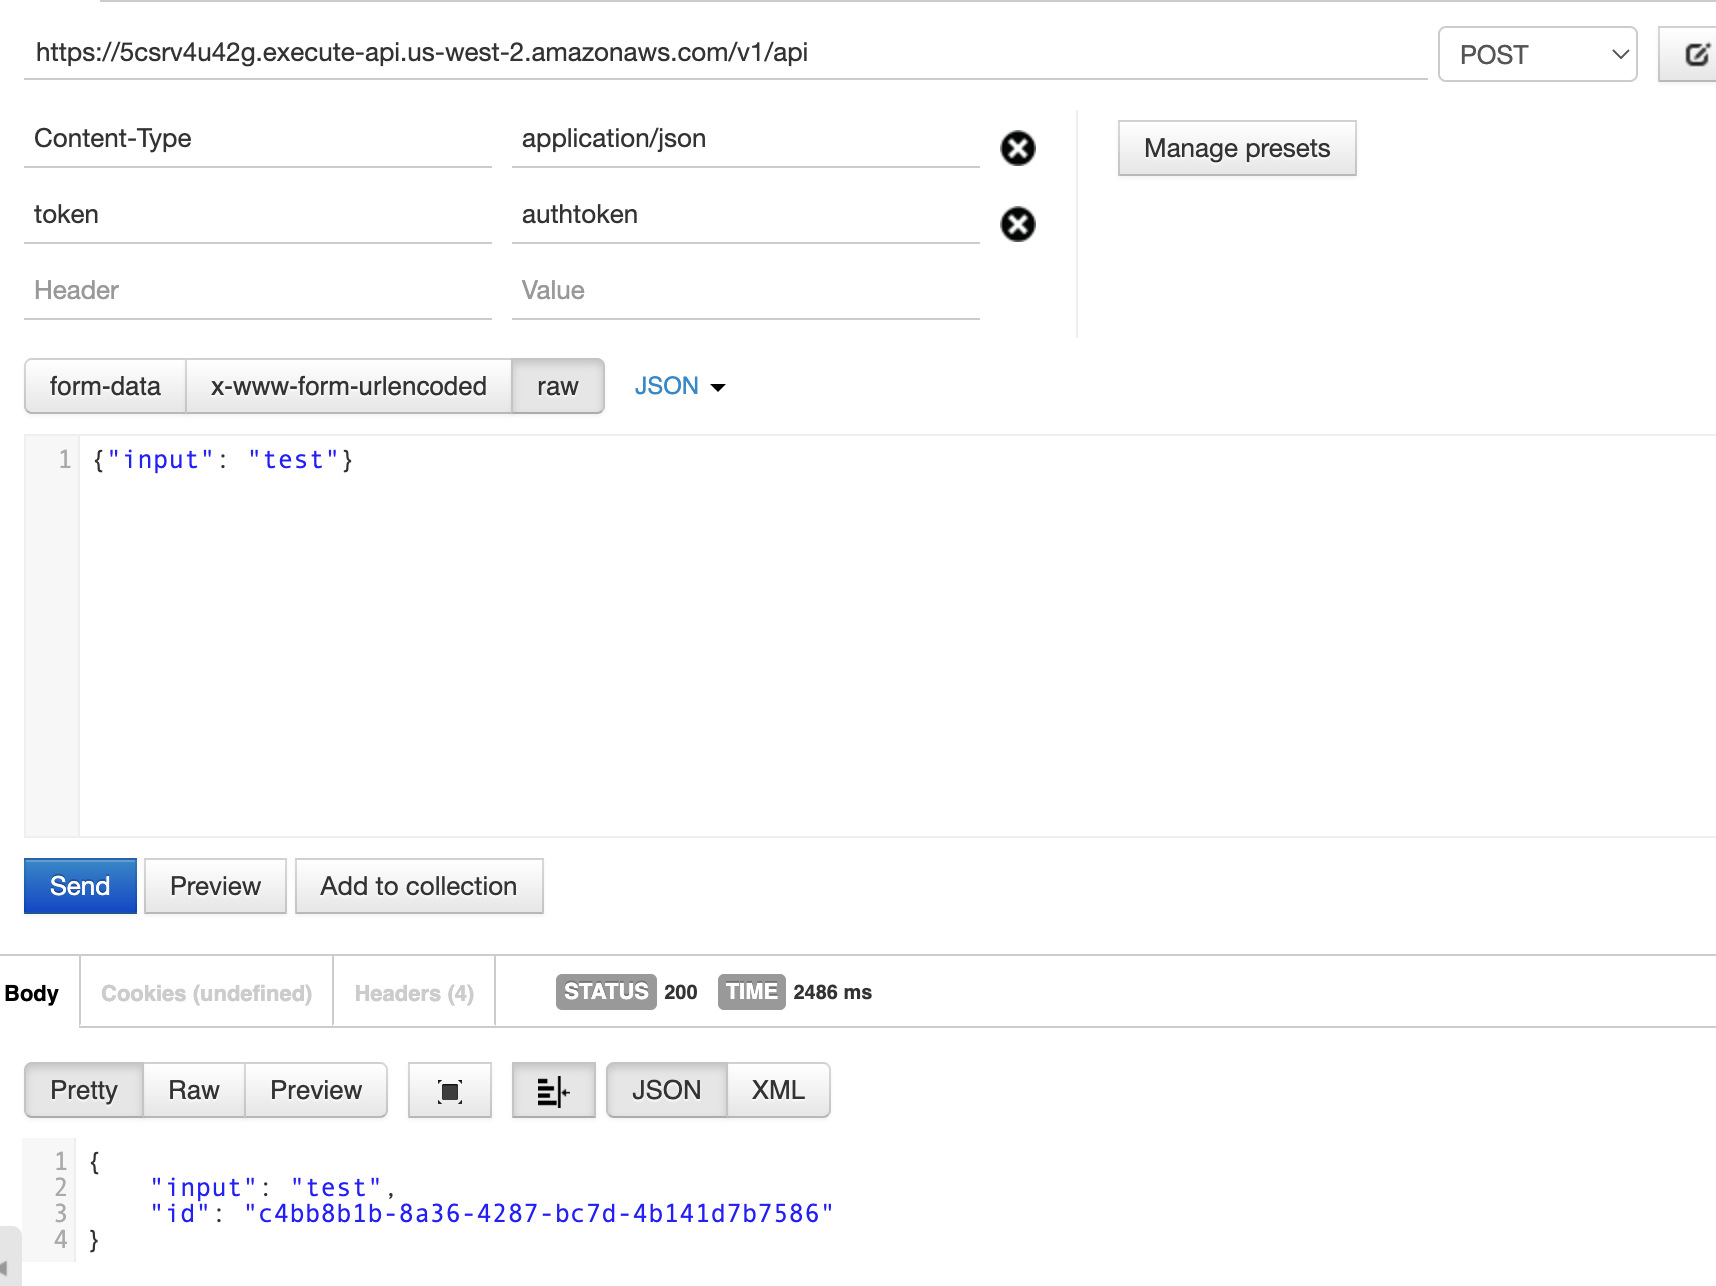 https://5csrv4u42g.execute-api.us-west-2.amazonaws.com/v1/api POST
Content-Type application/json Manage presets
token authtoken
Header Value
form-data x-www-form-urlencoded raw JSON
1 {"input": "test"}
Send Preview Add to collection
Body Cookies (undefined) Headers (4) STATUS 200 TIME 2486 ms
Pretty Raw Preview JSON XML
1 {
2 "input": "test",
3 "id": "c4bb8b1b-8a36-4287-bc7d-4b141d7b7586"
4 }